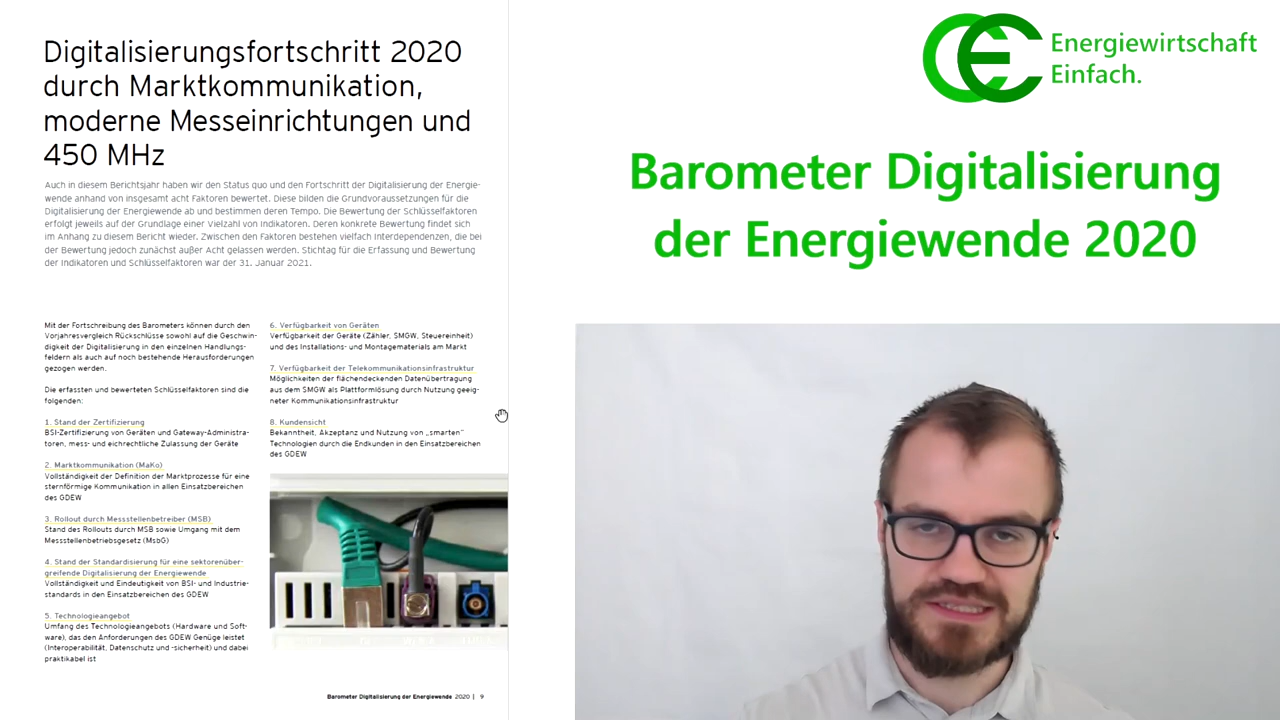 Digitalisierungsfortschritt 2020
durch Marktkommunikation,
moderne Messeinrichtungen und
450 MHz
Auch in diesem Berichtsjahr haben wir den Status quo und den Fortschritt der Digitalisierung der Energie-
wende anhand von insgesamt acht Faktoren bewertet. Diese bilden die Grundvoraussetzungen für die
Digitalisierung der Energiewende ab und bestimmen deren Tempo. Die Bewertung der Schlüsselfaktoren
erfolgt jeweils auf der Grundlage einer Vielzahl von Indikatoren. Deren konkrete Bewertung findet sich
im Anhang zu diesem Bericht wieder. Zwischen den Faktoren bestehen vielfach Interdependenzen, die bei
der Bewertung jedoch zunächst außer Acht gelassen werden. Stichtag für die Erfassung und Bewertung
der Indikatoren und Schlüsselfaktoren war der 31. Januar 2021.
Mit der Fortschreibung des Barometers können durch den
Vorjahresvergleich Rückschlüsse sowohl auf die Geschwin-
digkeit der Digitalisierung in den einzelnen Handlungs-
feldern als auch auf noch bestehende Herausforderungen
gezogen werden.
Die erfassten und bewerteten Schlüsselfaktoren sind die
folgenden:
1. Stand der Zertifizierung
BSI-Zertifizierung von Geräten und Gateway-Administra-
toren, mess- und eichrechtliche Zulassung der Geräte
2. Marktkommunikation (MaKo)
Vollständigkeit der Definition der Marktprozesse für eine
sternförmige Kommunikation in allen Einsatzbereichen
des GDEW
3. Rollout durch Messstellenbetreiber (MSB)
Stand des Rollouts durch MSB sowie Umgang mit dem
Messstellenbetriebsgesetz (MsbG)
4. Stand der Standardisierung für eine sektorenüber-
greifende Digitalisierung der Energiewende
Vollständigkeit und Eindeutigkeit von BSI- und Industrie-
standards in den Einsatzbereichen des GDEW
5. Technologieangebot
Umfang des Technologieangebots (Hardware und Soft-
ware), das den Anforderungen des GDEW Genüge leistet
(Interoperabilität, Datenschutz und -sicherheit) und dabei
praktikabel ist
6. Verfügbarkeit von Geräten
Verfügbarkeit der Geräte (Zähler, SMGW, Steuereinheit)
und des Installations- und Montagematerials am Markt
7. Verfügbarkeit der Telekommunikationsinfrastruktur
Möglichkeiten der flächendeckenden Datenübertragung
aus dem SMGW als Plattformlösung durch Nutzung geeig-
neter Kommunikationsinfrastruktur
8. Kundensicht
Bekanntheit, Akzeptanz und Nutzung von „smarten“
Technologien durch die Endkunden in den Einsatzbereichen
des GDEW
Barometer Digitalisierung der Energiewende 2020 | 9
Energiewirtschaft
Einfach.
Barometer Digitalisierung
der Energiewende 2020